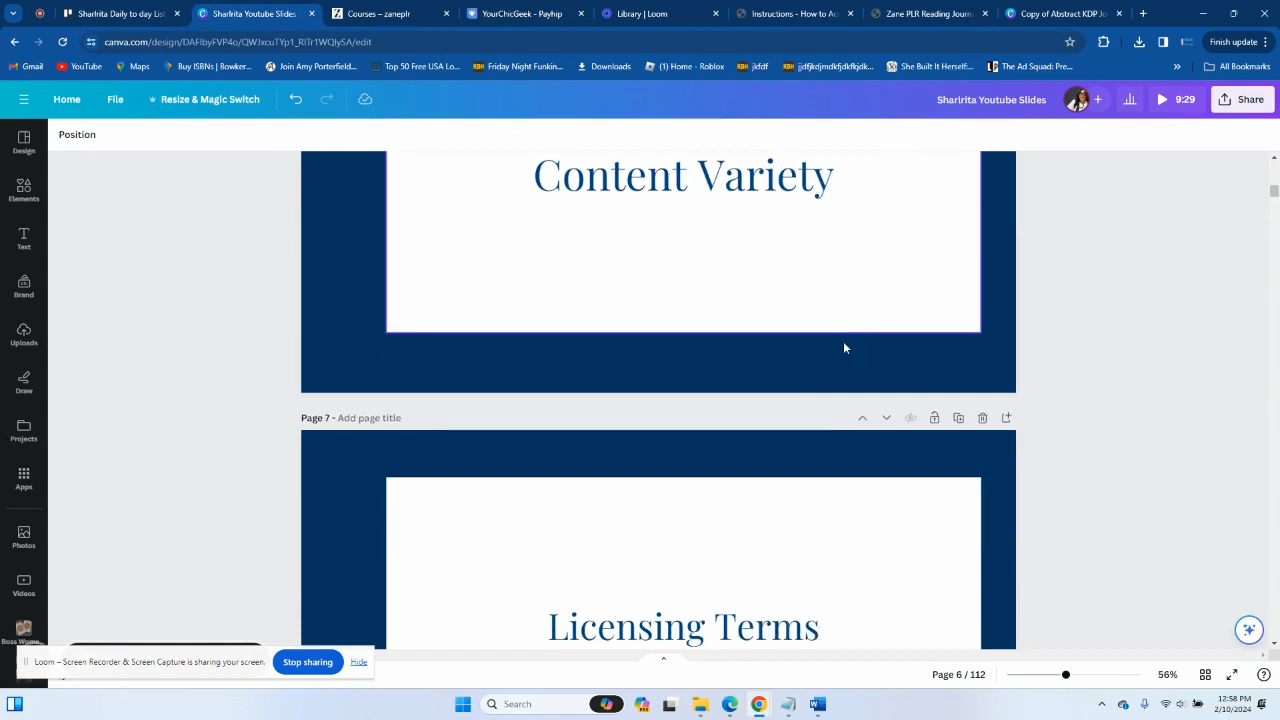 Sharlrita Day to day List
Sharlrita Youtube Slides
Courses – zaneplr
YourChicGeek - Payhip
Library | Loom
Instructions - How to Ac
Zane PLR Reading Journa
Copy of Abstract KDP Jo
canva.com/design/DAFlbyFVP4o/QWJxcuTYp1_RlTr1WQlySA/edit
Finish update
Gmail
YouTube
Maps
Buy ISBNs | Bowker...
Join Amy Porterfield...
Top 50 Free USA Lo...
Friday Night Funkin...
Downloads
(1) Home - Roblox
jkfdf
jjdfjkdjmdkfjdkfkjdk...
She Built It Herself:...
The Ad Squad: Pre...
All Bookmarks
Home
File
Resize & Magic Switch
Sharlrita Youtube Slides
9:29
Share
Design
Elements
Text
Brand
Uploads
Draw
Projects
Apps
Photos
Videos
Boss Wome...
Position
Content Variety
Page 7 - Add page title
Licensing Terms
Loom – Screen Recorder & Screen Capture is sharing your screen.
Stop sharing
Hide
Page 6 / 112
56%
Search
12:58 PM
2/10/2024